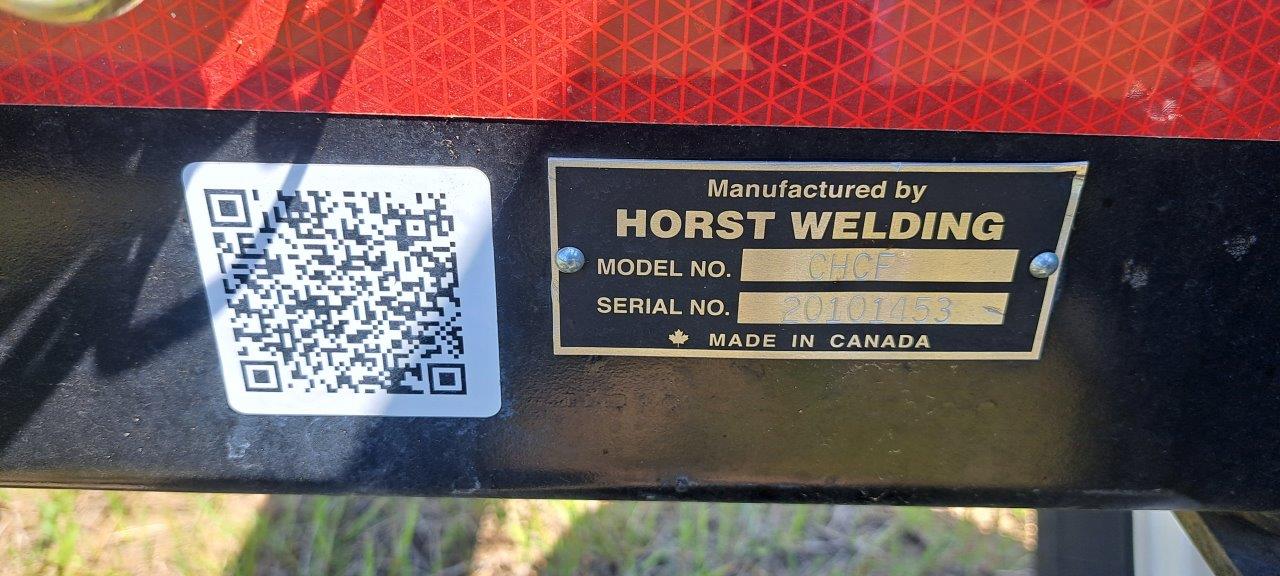 Manufactured by
HORST WELDING
MODEL NO. CHCF
SERIAL NO. 20101453
MADE IN CANADA